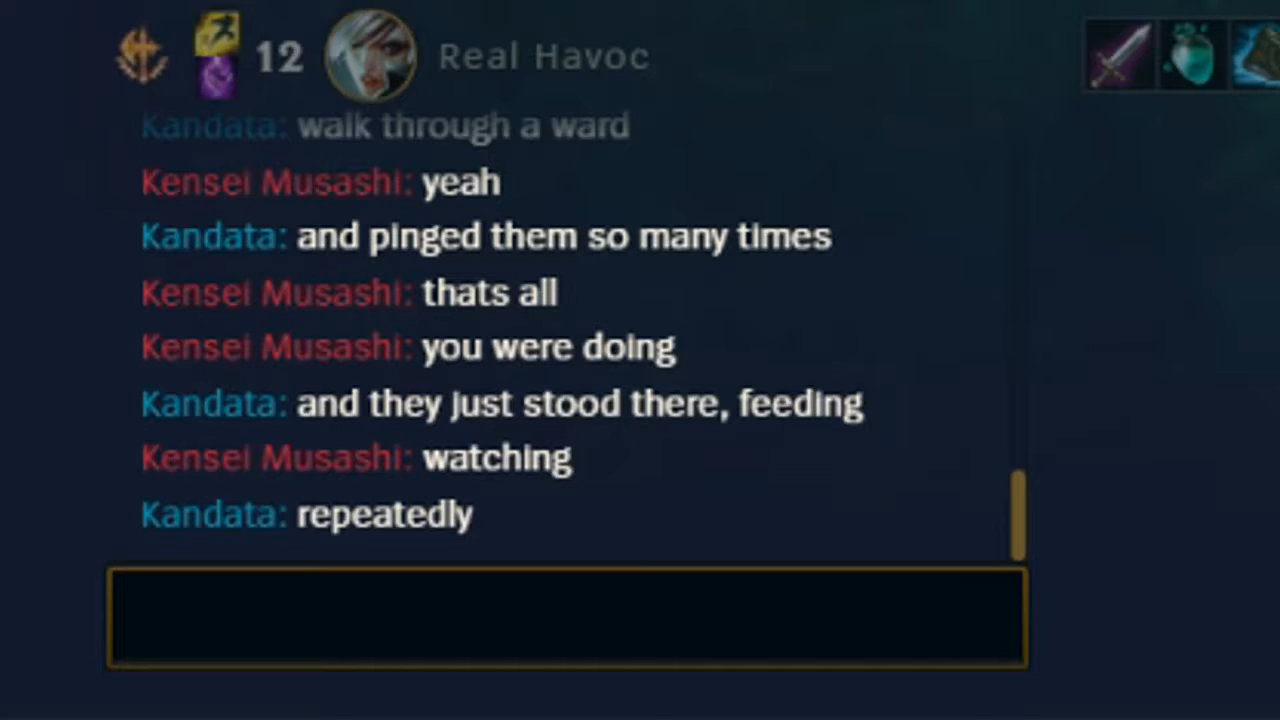 12 Real Havoc
Kandata: walk through a ward
Kensei Musashi: yeah
Kandata: and pinged them so many times
Kensei Musashi: thats all
Kensei Musashi: you were doing
Kandata: and they just stood there, feeding
Kensei Musashi: watching
Kandata: repeatedly